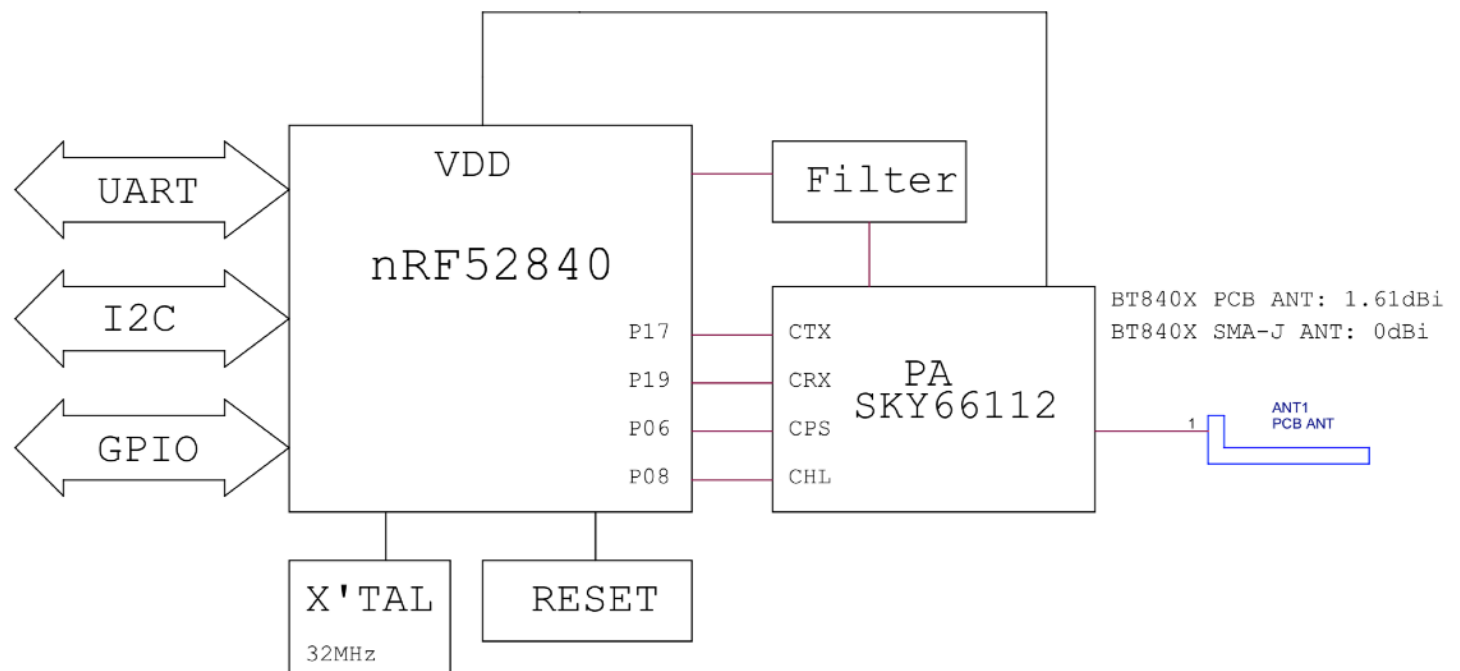 VDD
UART
Filter
nRF52840
I2C
BT840X PCB ANT: 1.61dBi
BT840X SMA-J ANT: 0dBi
P17
CTX
P19
CRX
PA
SKY66112
P06
CPS
ANT1
PCB ANT
1
GPIO
P08
CHL
X'TAL
32MHz
RESET